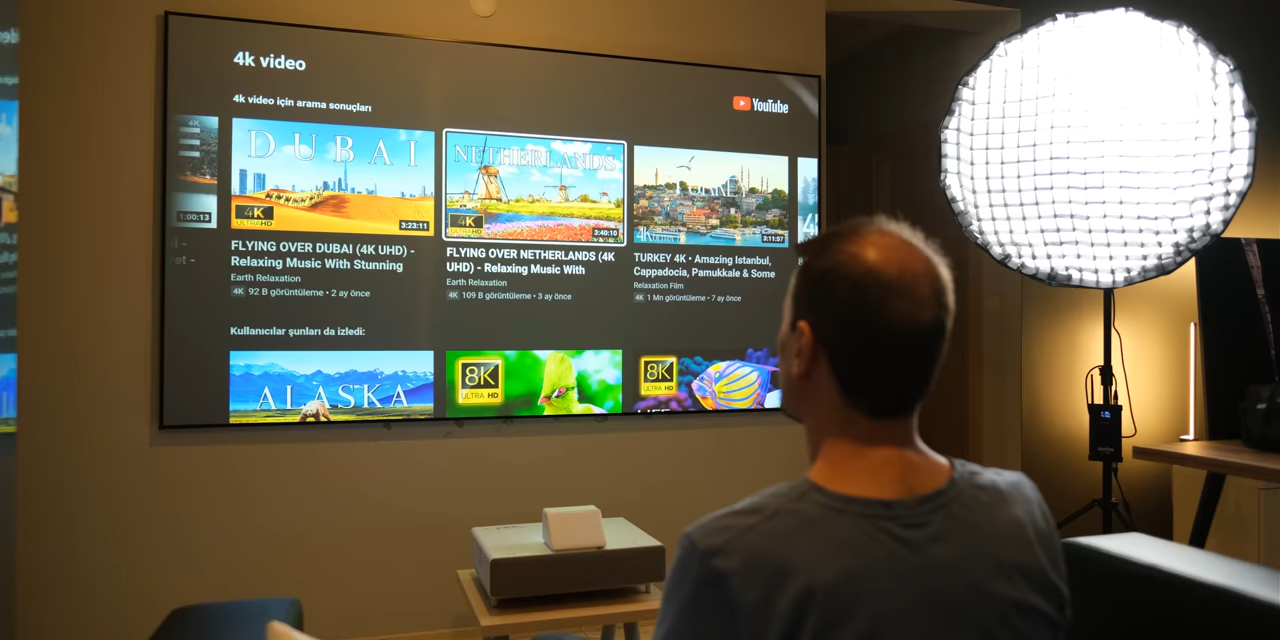 4k video
4k video için arama sonuçları
YouTube
4K
1:00:13
DUBAI
4K
ULTRA HD
3:23:11
NETHERLANDS
4K
ULTRA HD
3:40:10
TURKEY
4K
3:11:57
4K
FLYING OVER DUBAI (4K UHD) -
Relaxing Music With Stunning
Earth Relaxation
4K 92 B görüntüleme • 2 ay önce
FLYING OVER NETHERLANDS (4K
UHD) - Relaxing Music With
Earth Relaxation
4K 109 B görüntüleme • 3 ay önce
TURKEY 4K • Amazing Istanbul,
Cappadocia, Pamukkale & Some
Relaxation Film
4K 1 Mn görüntüleme • 7 ay önce
Kullanıcılar şunları da izledi:
ALASKA
8K
ULTRA HD
8K
ULTRA HD